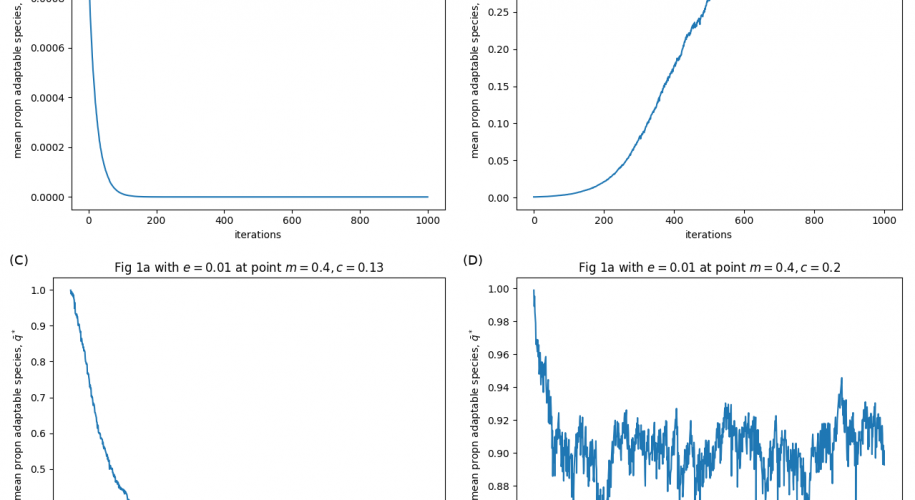 mean propn adaptable species,
0.0006
0.0004
0.0002
0.0000
0 200 400 600 800 1000
iterations
mean propn adaptable species,
0.25
0.20
0.15
0.10
0.05
0.00
0 200 400 600 800 1000
iterations
(C)
Fig 1a with e = 0.01 at point m = 0.4, c = 0.13
mean propn adaptable species, q̄*
1.0
0.9
0.8
0.7
0.6
0.5
(D)
Fig 1a with e = 0.01 at point m = 0.4, c = 0.2
mean propn adaptable species, q̄*
1.00
0.98
0.96
0.94
0.92
0.90
0.88